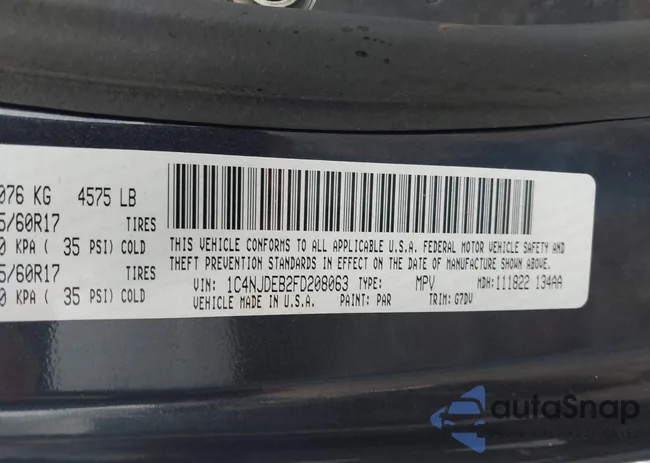 076 KG 4575 LB
5/60R17 TIRES
0 KPA ( 35 PSI) COLD
5/60R17 TIRES
0 KPA ( 35 PSI) COLD
THIS VEHICLE CONFORMS TO ALL APPLICABLE U.S.A. FEDERAL MOTOR VEHICLE SAFETY AND
THEFT PREVENTION STANDARDS IN EFFECT ON THE DATE OF MANUFACTURE SHOWN ABOVE.
VIN: 1C4NJDEB2FD208063 TYPE: MPV MDH: 111822 134AA
VEHICLE MADE IN U.S.A. PAINT: PAR TRIM: G7DV
autoSnap